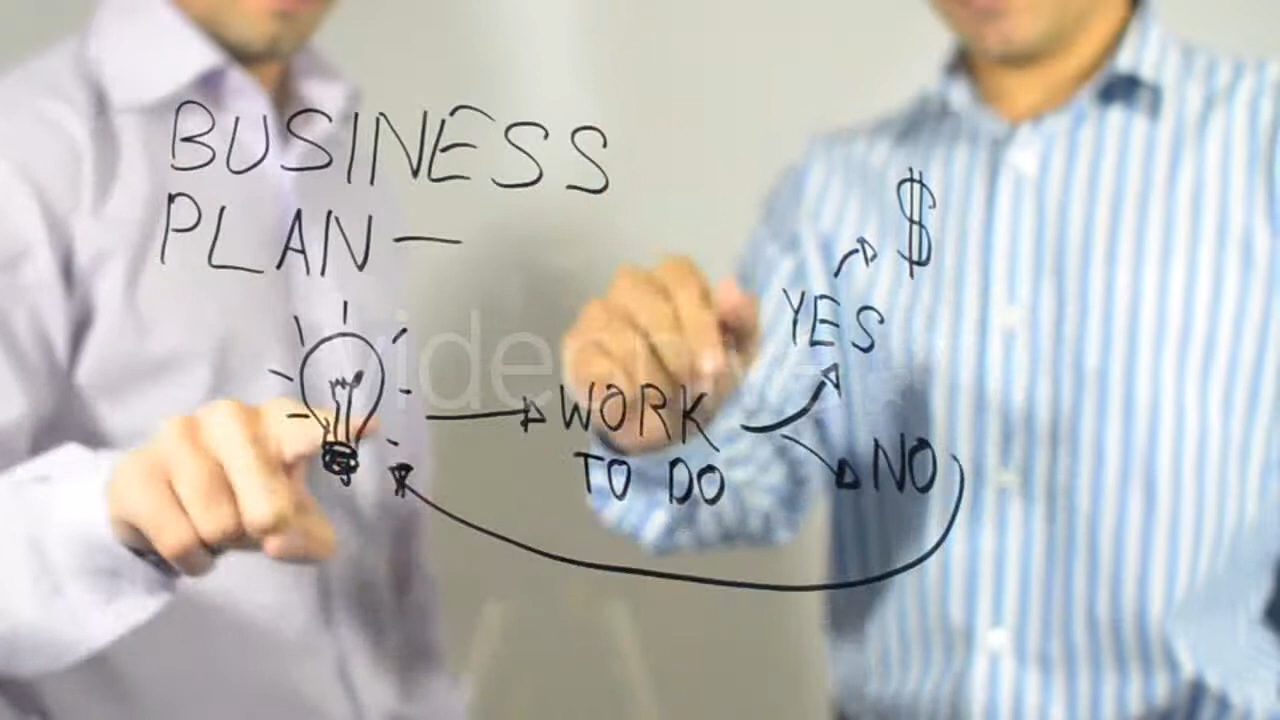 BUSINESS
PLAN —
$
YES
WORK
TO DO
NO